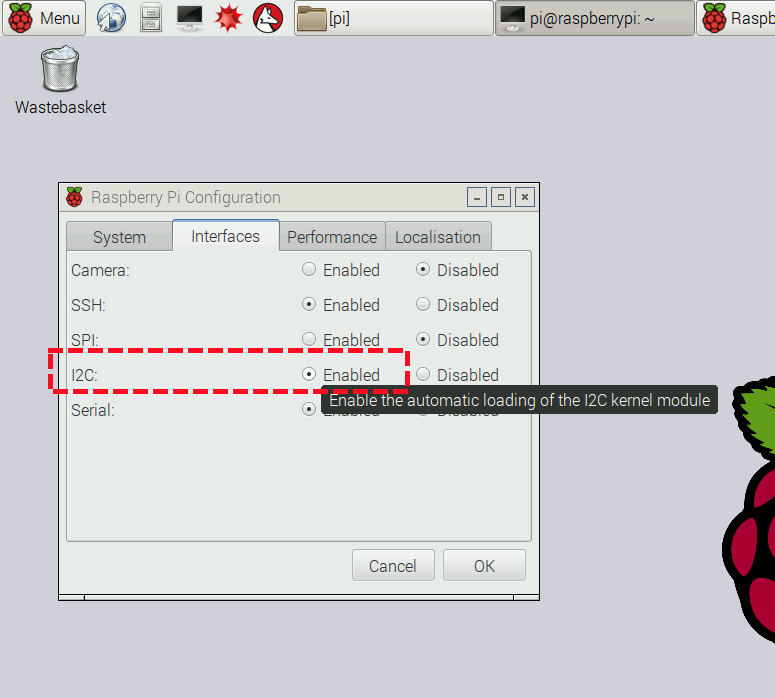 Menu [pi] pi@raspberrypi: ~ Raspb
Wastebasket
Raspberry Pi Configuration
System Interfaces Performance Localisation
Camera: Enabled Disabled
SSH: Enabled Disabled
SPI: Enabled Disabled
I2C: Enabled Disabled
Enable the automatic loading of the I2C kernel module
Serial:
Cancel OK